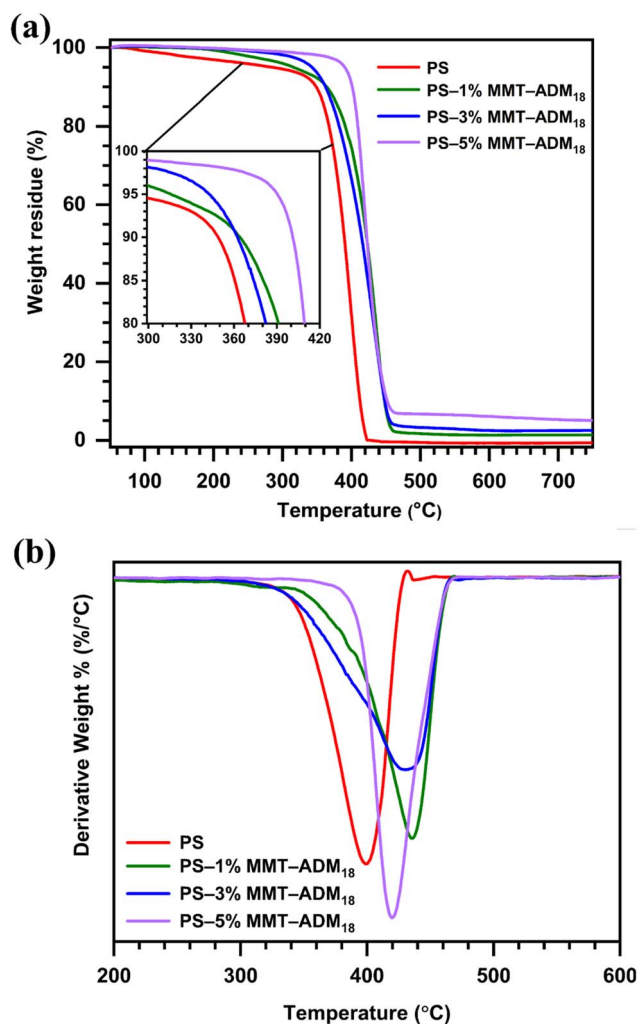 (a)
Weight residue (%)
100
80
60
40
20
0
PS
PS–1% MMT–ADM₁₈
PS–3% MMT–ADM₁₈
PS–5% MMT–ADM₁₈
100
95
90
85
80
300 330 360 390 420
100 200 300 400 500 600 700
Temperature (°C)
(b)
Derivative Weight % (%/°C)
PS
PS–1% MMT–ADM₁₈
PS–3% MMT–ADM₁₈
PS–5% MMT–ADM₁₈
200 300 400 500 600
Temperature (°C)